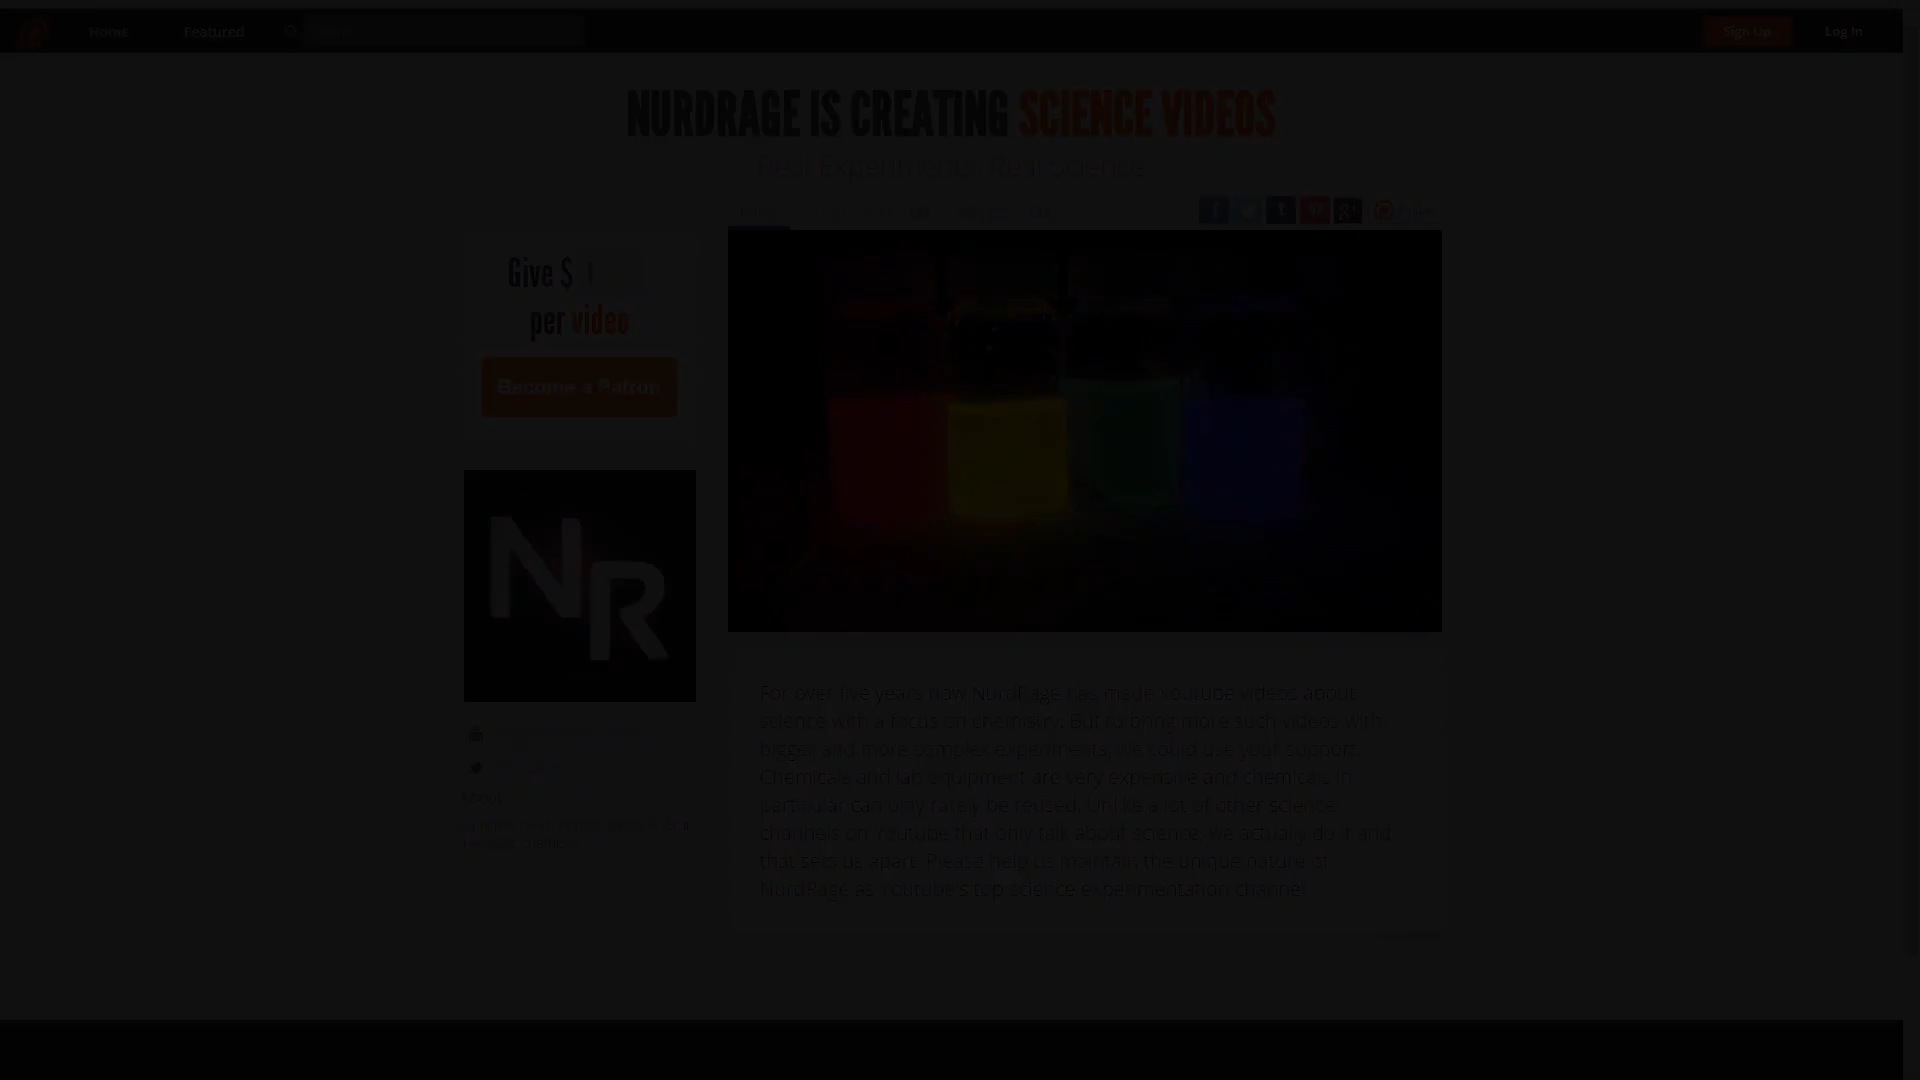 Home Featured
Sign Up Log In
NURDRAGE IS CREATING SCIENCE VIDEOS
Real Experiments. Real Science.
Give $ 1
per video
Become a Patron
NR
For over five years now NurdRage has made Youtube videos about
science with a focus on chemistry. But to bring more such videos with
bigger and more complex experiments, we could use your support.
Chemicals and lab equipment are very expensive and chemicals in
particular can only rarely be reused. Unlike a lot of other science
channels on Youtube that only talk about science, we actually do it and
that sets us apart. Please help us maintain the unique nature of
NurdRage as Youtube's top science experimentation channel
About